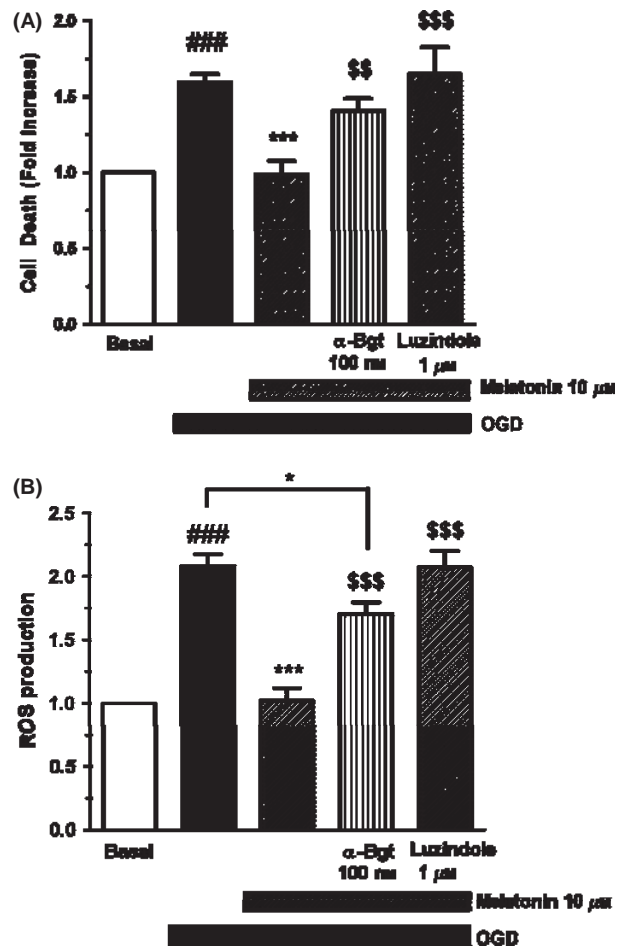 (A)
2.0
1.5
1.0
0.5
0.0
Cell Death (Fold Increase)
###
***
$$
$$$
Basal
α-Bgt
100 nM
Luzindole
1 μM
Melatonin 10 μM
OGD
(B)
2.5
2.0
1.5
1.0
0.5
0.0
ROS production
*
###
***
$$$
$$$
Basal
α-Bgt
100 nM
Luzindole
1 μM
Melatonin 10 μM
OGD